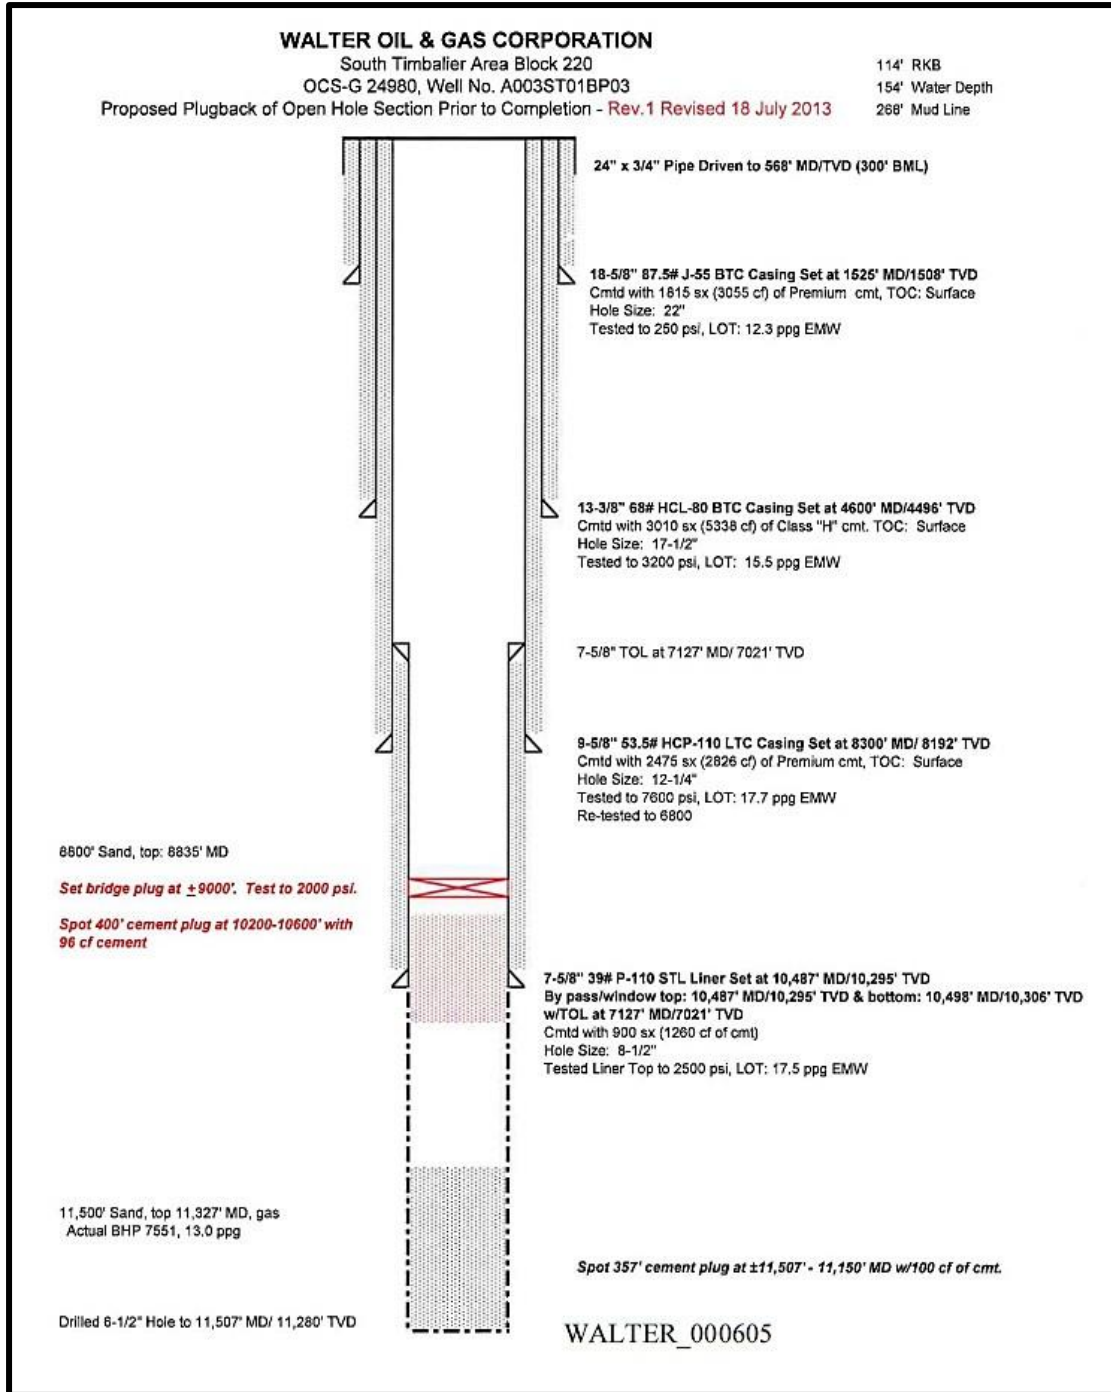 WALTER OIL & GAS CORPORATION
South Timbalier Area Block 220
OCS-G 24980, Well No. A003ST01BP03
Proposed Plugback of Open Hole Section Prior to Completion - Rev.1 Revised 18 July 2013
114' RKB
154' Water Depth
268' Mud Line
24" x 3/4" Pipe Driven to 568' MD/TVD (300' BML)
18-5/8" 87.5# J-55 BTC Casing Set at 1525' MD/1508' TVD
Cmtd with 1815 sx (3055 cf) of Premium cmt, TOC: Surface
Hole Size: 22"
Tested to 250 psi, LOT: 12.3 ppg EMW
13-3/8" 68# HCL-80 BTC Casing Set at 4600' MD/4496' TVD
Cmtd with 3010 sx (5338 cf) of Class "H" cmt. TOC: Surface
Hole Size: 17-1/2"
Tested to 3200 psi, LOT: 15.5 ppg EMW
7-5/8" TOL at 7127' MD/ 7021' TVD
9-5/8" 53.5# HCP-110 LTC Casing Set at 8300' MD/ 8192' TVD
Cmtd with 2475 sx (2826 cf) of Premium cmt, TOC: Surface
Hole Size: 12-1/4"
Tested to 7600 psi, LOT: 17.7 ppg EMW
Re-tested to 6800
8800' Sand, top: 8835' MD
Set bridge plug at ±9000'. Test to 2000 psi.
Spot 400' cement plug at 10200-10600' with
96 cf cement
7-5/8" 39# P-110 STL Liner Set at 10,487' MD/10,295' TVD
By pass/window top: 10,487' MD/10,295' TVD & bottom: 10,498' MD/10,306' TVD
w/TOL at 7127' MD/7021' TVD
Cmtd with 900 sx (1260 cf of cmt)
Hole Size: 8-1/2"
Tested Liner Top to 2500 psi, LOT: 17.5 ppg EMW
11,500' Sand, top 11,327' MD, gas
Actual BHP 7551, 13.0 ppg
Spot 357' cement plug at ±11,507' - 11,150' MD w/100 cf of cmt.
Drilled 6-1/2" Hole to 11,507' MD/ 11,280' TVD
WALTER_000605